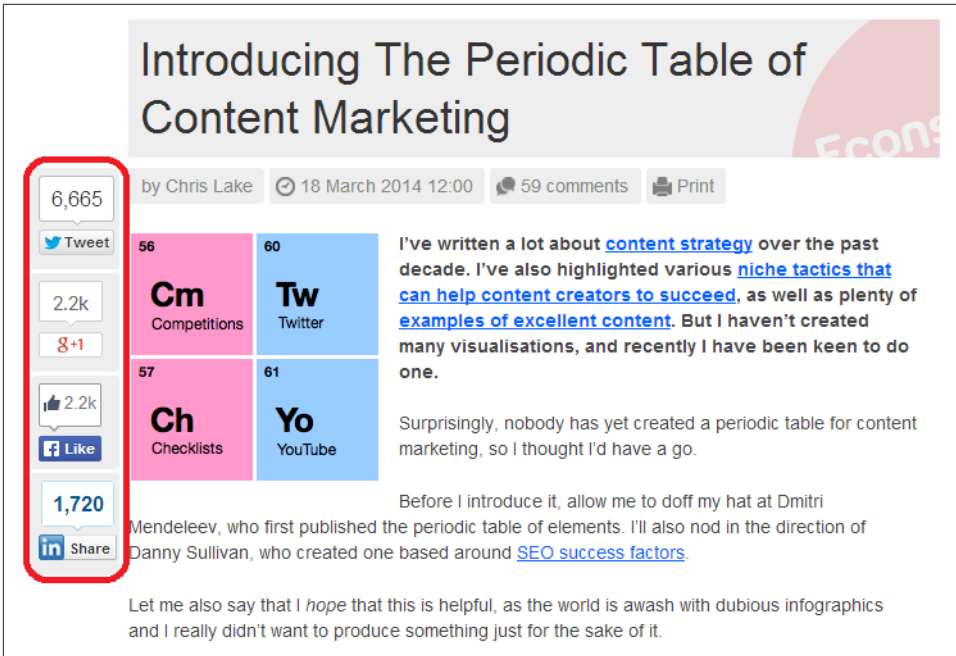 Introducing The Periodic Table of
Content Marketing
Econs
by Chris Lake
18 March 2014 12:00
59 comments
Print
6,665
Tweet
2.2k
g+1
2.2k
Like
1,720
in Share
56
Cm
Competitions
60
Tw
Twitter
57
Ch
Checklists
61
Yo
YouTube
I've written a lot about content strategy over the past
decade. I've also highlighted various niche tactics that
can help content creators to succeed, as well as plenty of
examples of excellent content. But I haven't created
many visualisations, and recently I have been keen to do
one.
Surprisingly, nobody has yet created a periodic table for content
marketing, so I thought I'd have a go.
Before I introduce it, allow me to doff my hat at Dmitri
Mendeleev, who first published the periodic table of elements. I'll also nod in the direction of
Danny Sullivan, who created one based around SEO success factors.
Let me also say that I hope that this is helpful, as the world is awash with dubious infographics
and I really didn't want to produce something just for the sake of it.